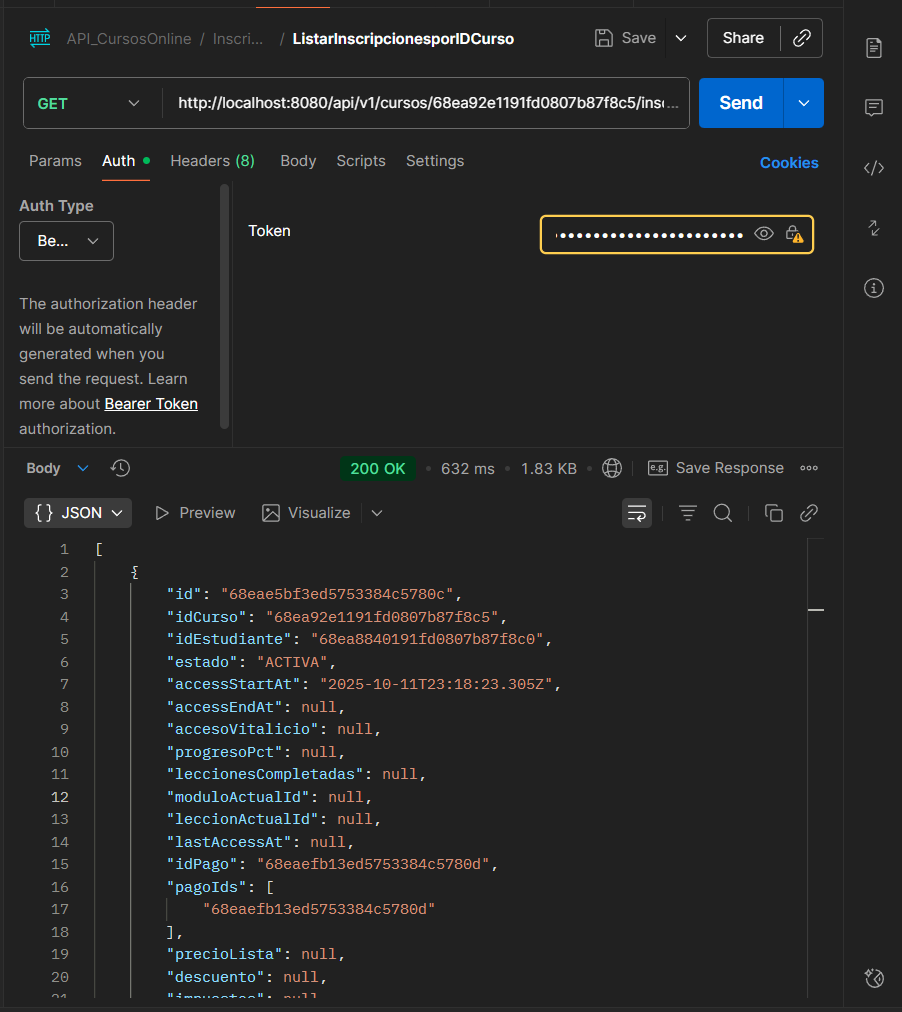 HTTP API_CursosOnline / Inscri... / ListarInscripcionesporIDCurso Save Share
GET http://localhost:8080/api/v1/cursos/68ea92e1191fd0807b87f8c5/insc... Send
Params Auth Headers (8) Body Scripts Settings Cookies
Auth Type
Be...
Token
The authorization header
will be automatically
generated when you
send the request. Learn
more about Bearer Token
authorization.
Body 200 OK 632 ms 1.83 KB e.g. Save Response
{} JSON Preview Visualize
1 [
2 {
3 "id": "68eae5bf3ed5753384c5780c",
4 "idCurso": "68ea92e1191fd0807b87f8c5",
5 "idEstudiante": "68ea8840191fd0807b87f8c0",
6 "estado": "ACTIVA",
7 "accessStartAt": "2025-10-11T23:18:23.305Z",
8 "accessEndAt": null,
9 "accesoVitalicio": null,
10 "progresoPct": null,
11 "leccionesCompletadas": null,
12 "moduloActualId": null,
13 "leccionActualId": null,
14 "lastAccessAt": null,
15 "idPago": "68eaefb13ed5753384c5780d",
16 "pagoIds": [
17 "68eaefb13ed5753384c5780d"
18 ],
19 "precioLista": null,
20 "descuento": null,
21 "impuestos": null